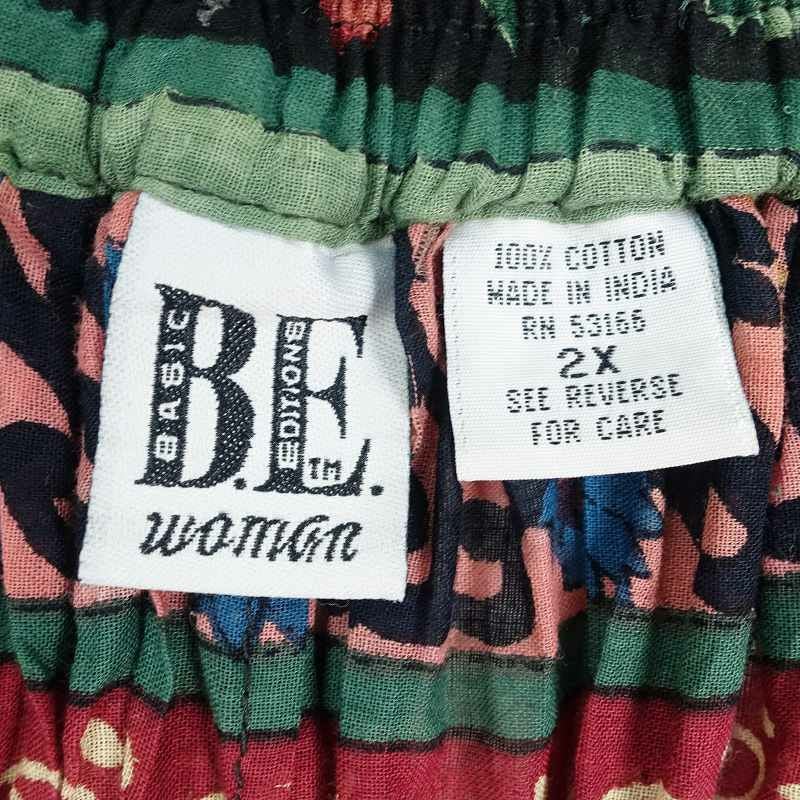 B.E.
BASIC
EDITIONS
TM
woman
100% COTTON
MADE IN INDIA
RN 53166
2X
SEE REVERSE
FOR CARE